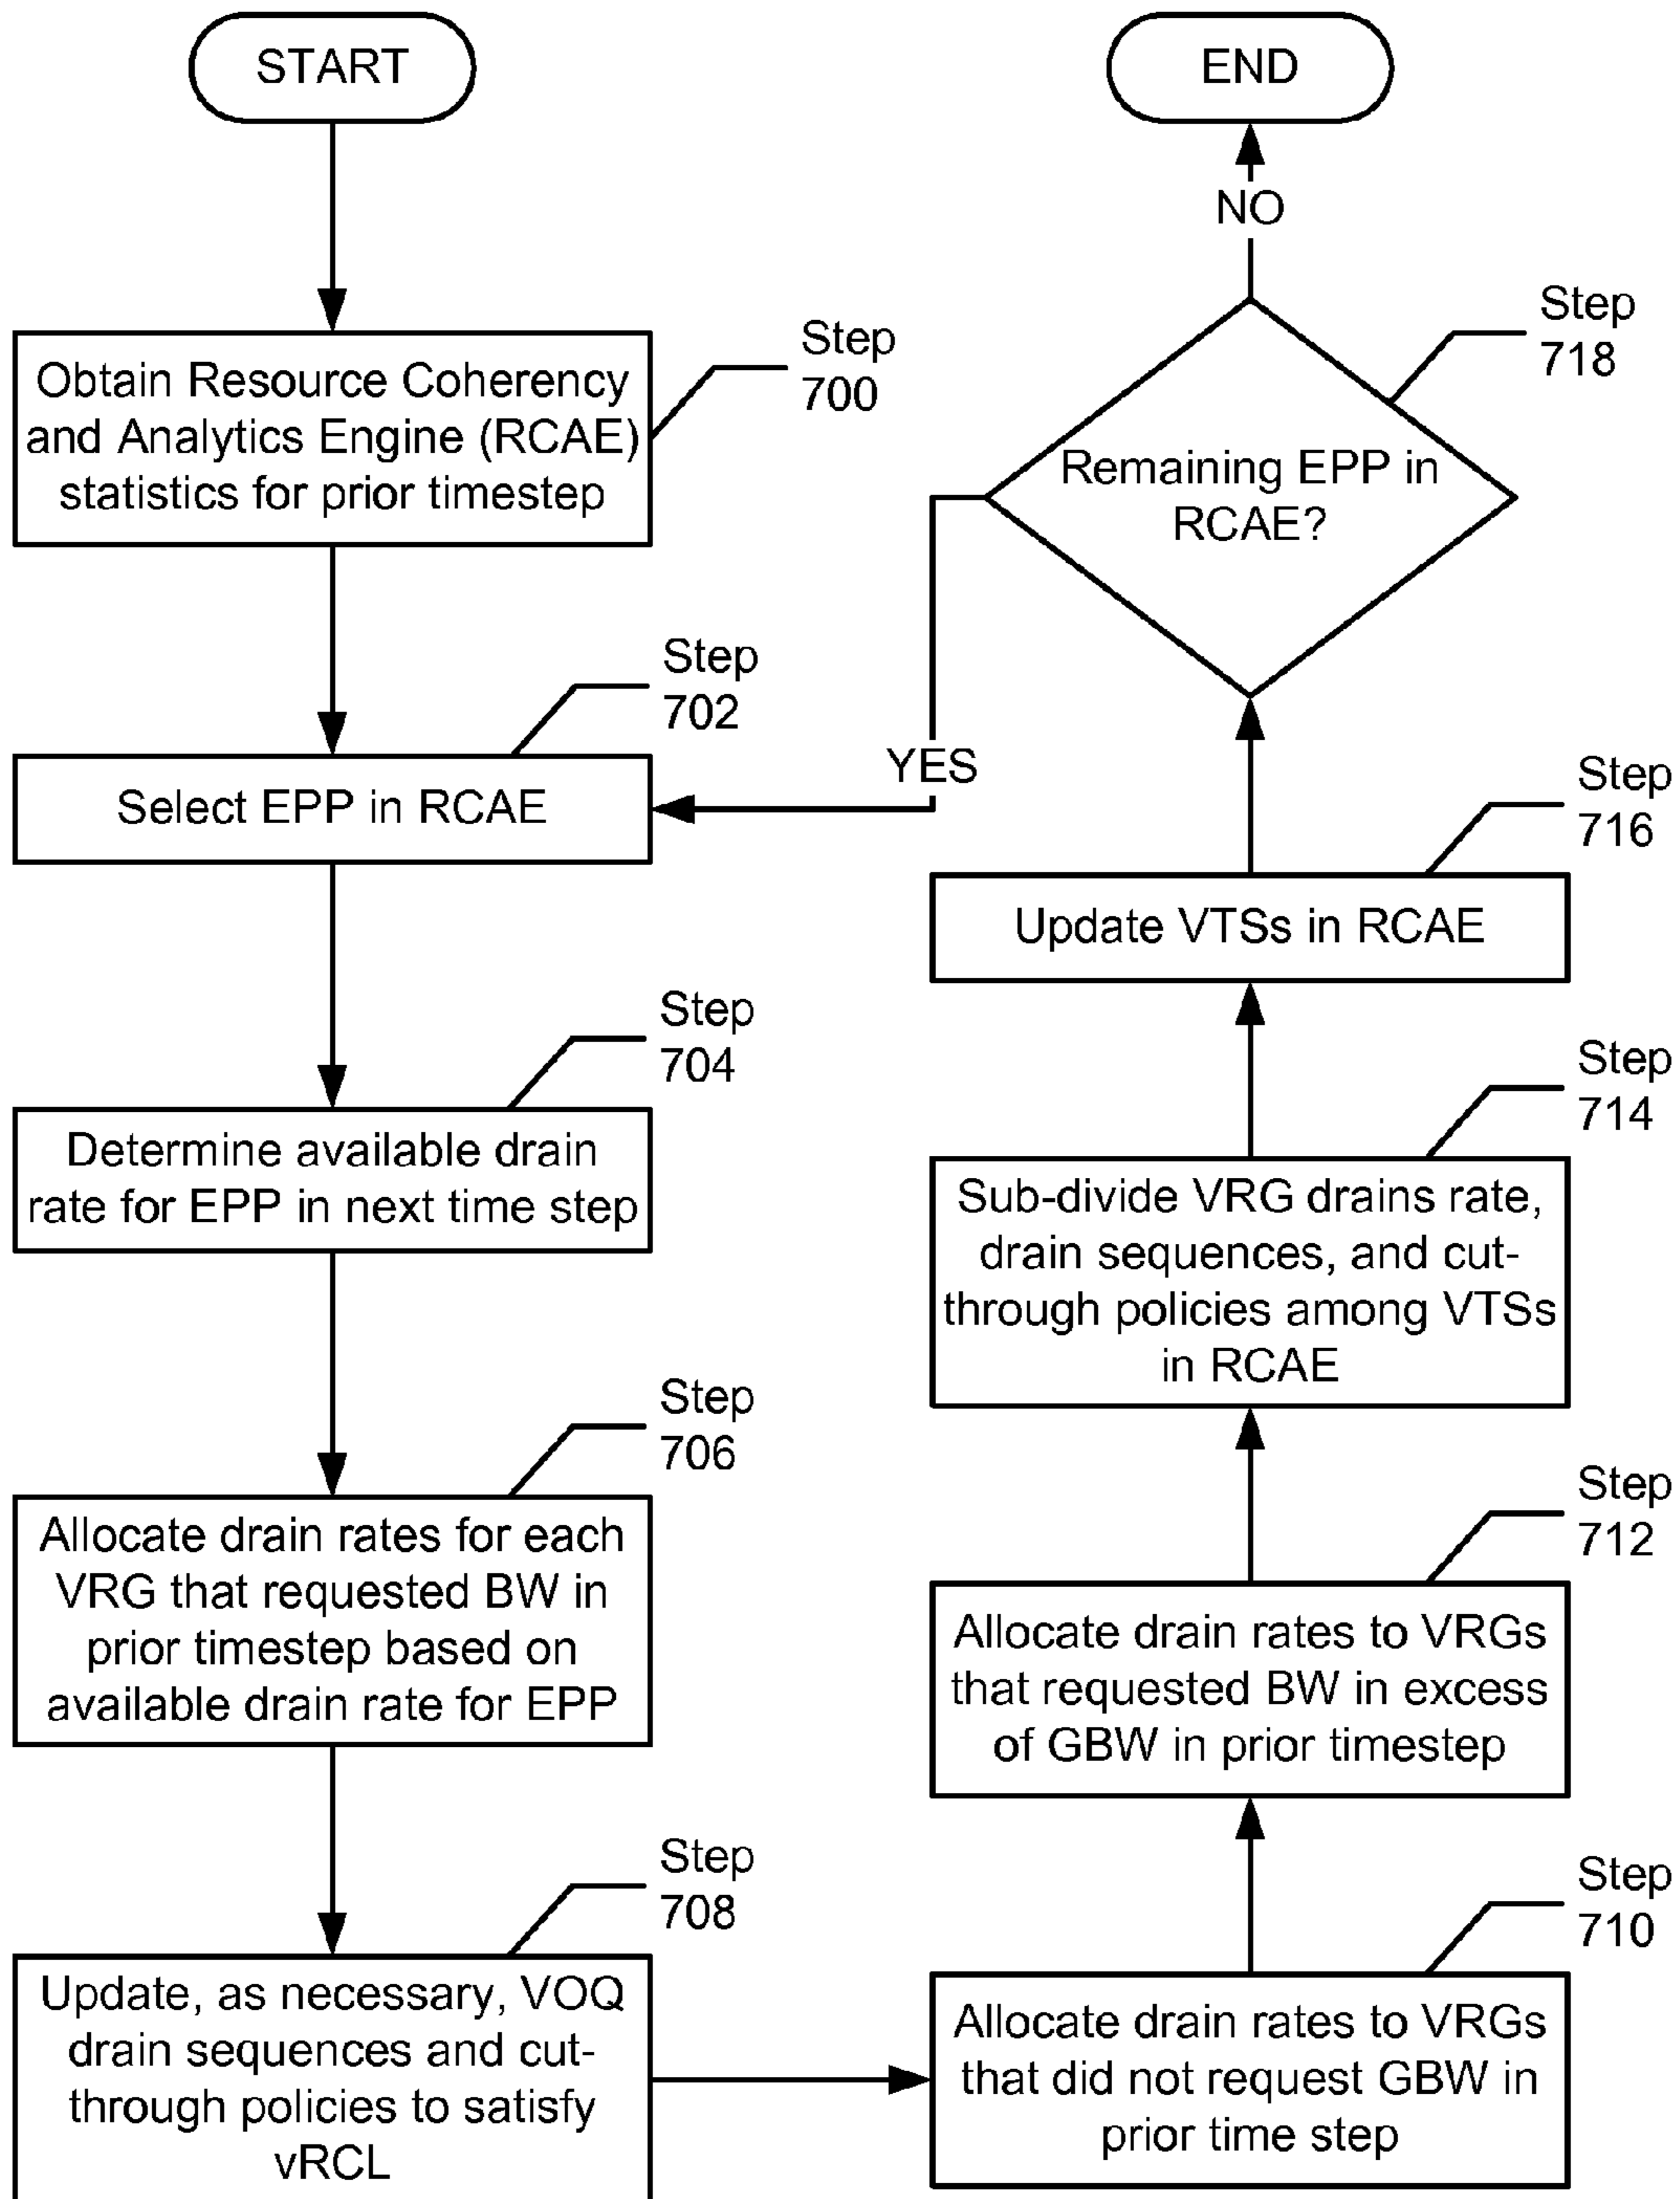 START
Obtain Resource Coherency
and Analytics Engine (RCAE)
statistics for prior timestep
Step
700
Select EPP in RCAE
Step
702
Determine available drain
rate for EPP in next time step
Step
704
Allocate drain rates for each
VRG that requested BW in
prior timestep based on
available drain rate for EPP
Step
706
Update, as necessary, VOQ
drain sequences and cut-
through policies to satisfy
vRCL
Step
708
Allocate drain rates to VRGs
that did not request GBW in
prior time step
Step
710
Allocate drain rates to VRGs
that requested BW in excess
of GBW in prior timestep
Step
712
Sub-divide VRG drains rate,
drain sequences, and cut-
through policies among VTSs
in RCAE
Step
714
Update VTSs in RCAE
Step
716
Remaining EPP in
RCAE?
Step
718
YES
NO
END